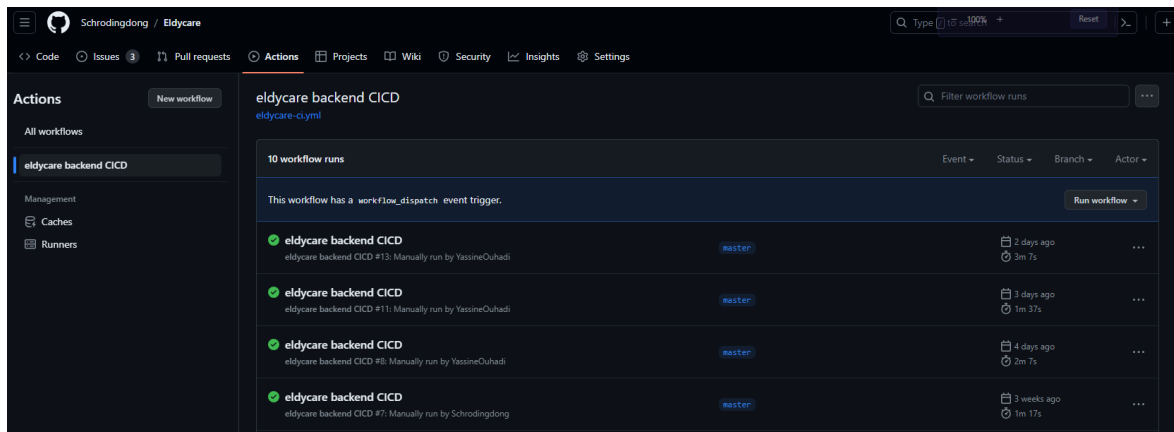 Schrodingdong / Eldycare
Type / to search
100% +
Reset
<> Code
Issues 3
Pull requests
Actions
Projects
Wiki
Security
Insights
Settings
Actions
New workflow
All workflows
eldycare backend CICD
Management
Caches
Runners
eldycare backend CICD
eldycare-ci.yml
Filter workflow runs
10 workflow runs
Event
Status
Branch
Actor
This workflow has a workflow_dispatch event trigger.
Run workflow
eldycare backend CICD
eldycare backend CICD #13: Manually run by YassineOuhadi
master
2 days ago
3m 7s
eldycare backend CICD
eldycare backend CICD #11: Manually run by YassineOuhadi
master
3 days ago
1m 37s
eldycare backend CICD
eldycare backend CICD #8: Manually run by YassineOuhadi
master
4 days ago
2m 7s
eldycare backend CICD
eldycare backend CICD #7: Manually run by Schrodingdong
master
3 weeks ago
1m 17s